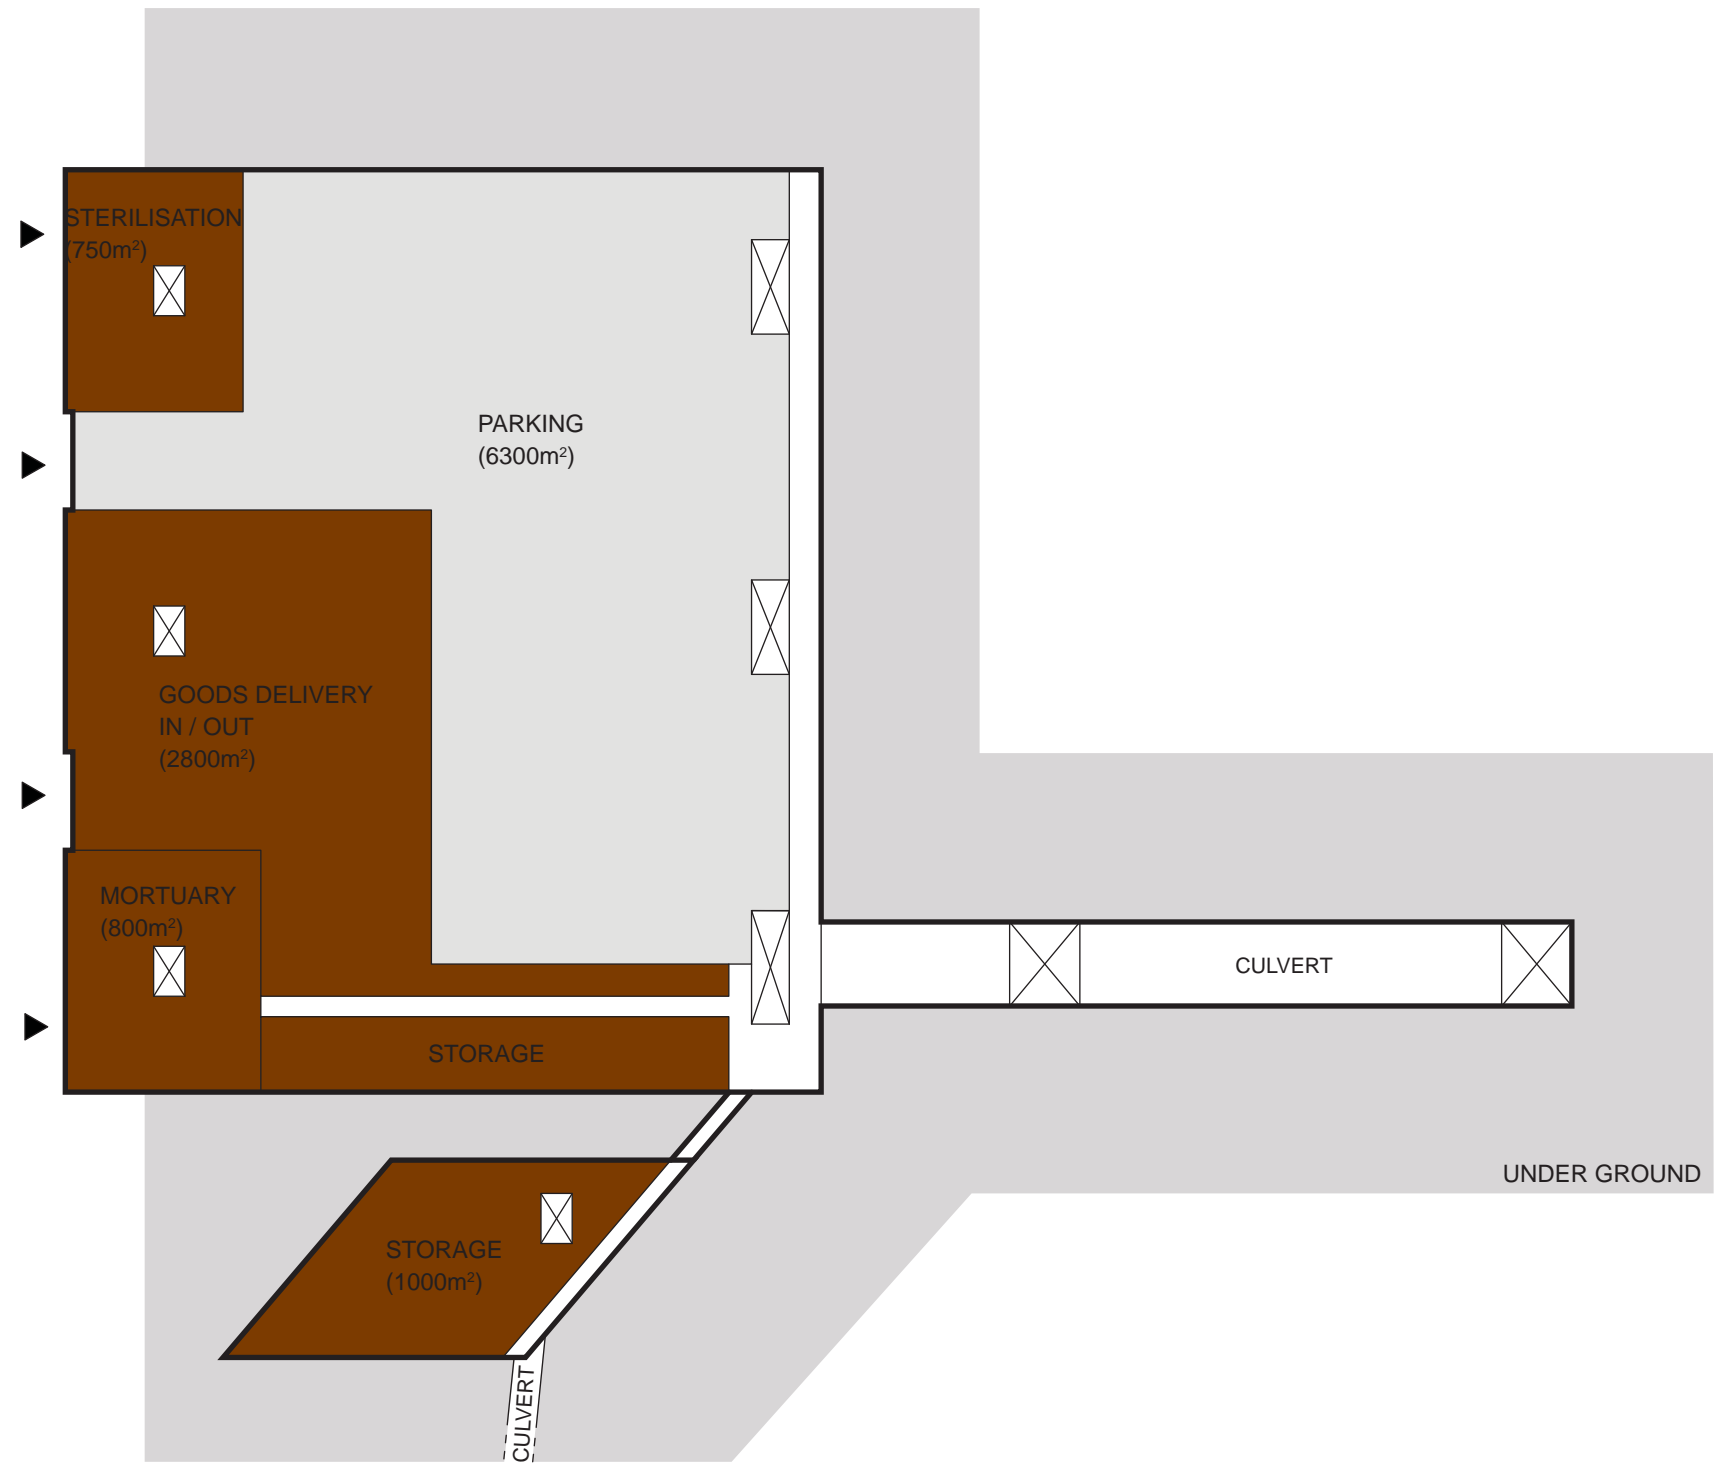 STERILISATION
(750m²)
PARKING
(6300m²)
GOODS DELIVERY
IN / OUT
(2800m²)
MORTUARY
(800m²)
CULVERT
STORAGE
UNDER GROUND
STORAGE
(1000m²)
CULVERT